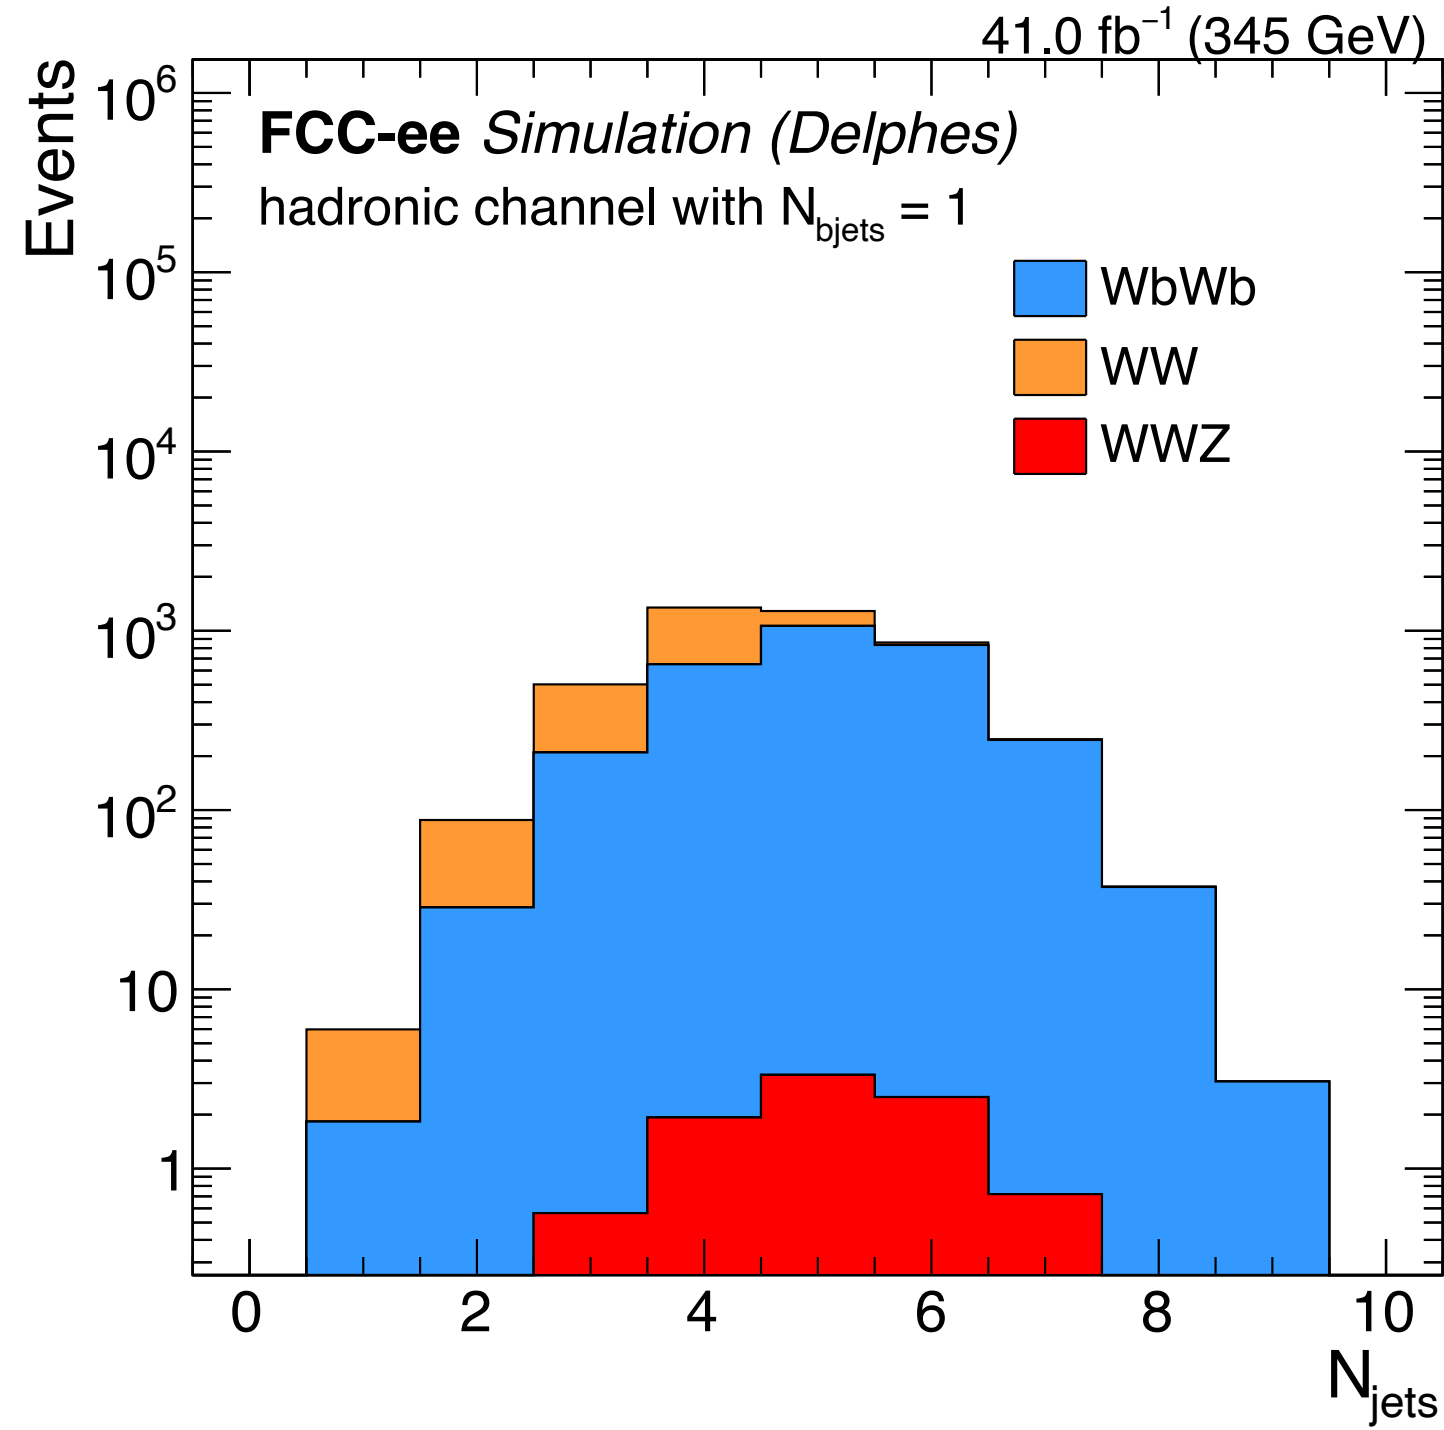 41.0 fb⁻¹ (345 GeV)
Events
FCC-ee Simulation (Delphes)
hadronic channel with N_bjets = 1
WbWb
WW
WWZ
10⁶
10⁵
10⁴
10³
10²
10
1
0 2 4 6 8 10
N_jets